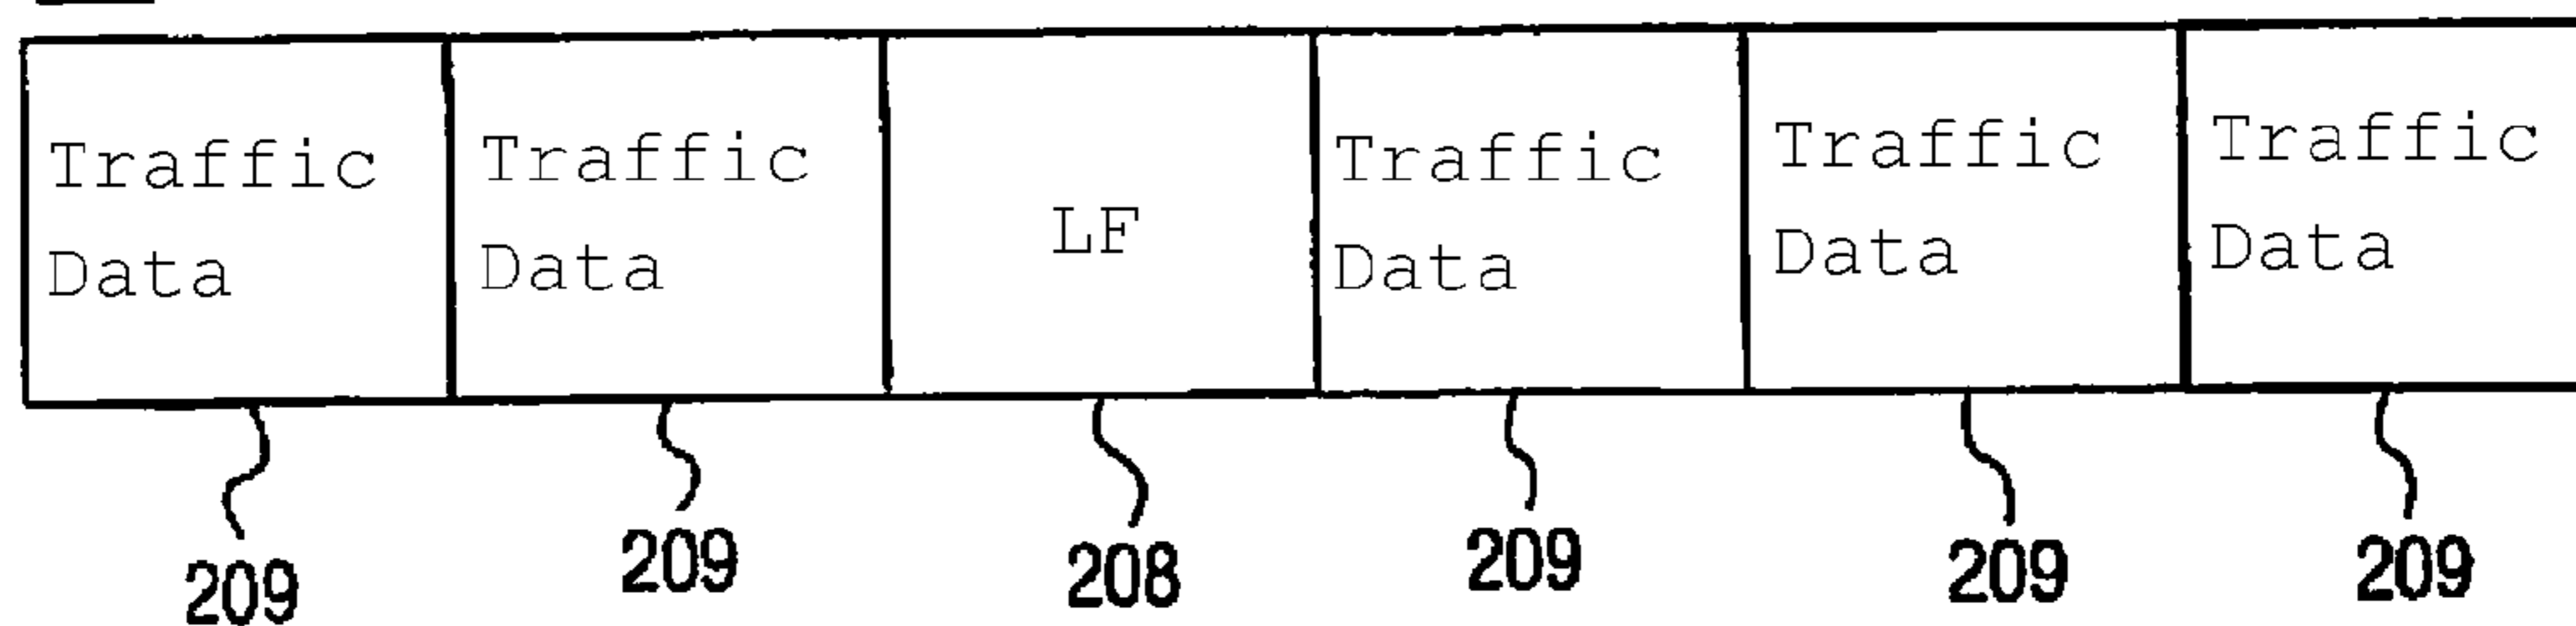 Traffic Traffic LF Traffic Traffic Traffic
Data Data Data Data Data
209 209 208 209 209 209